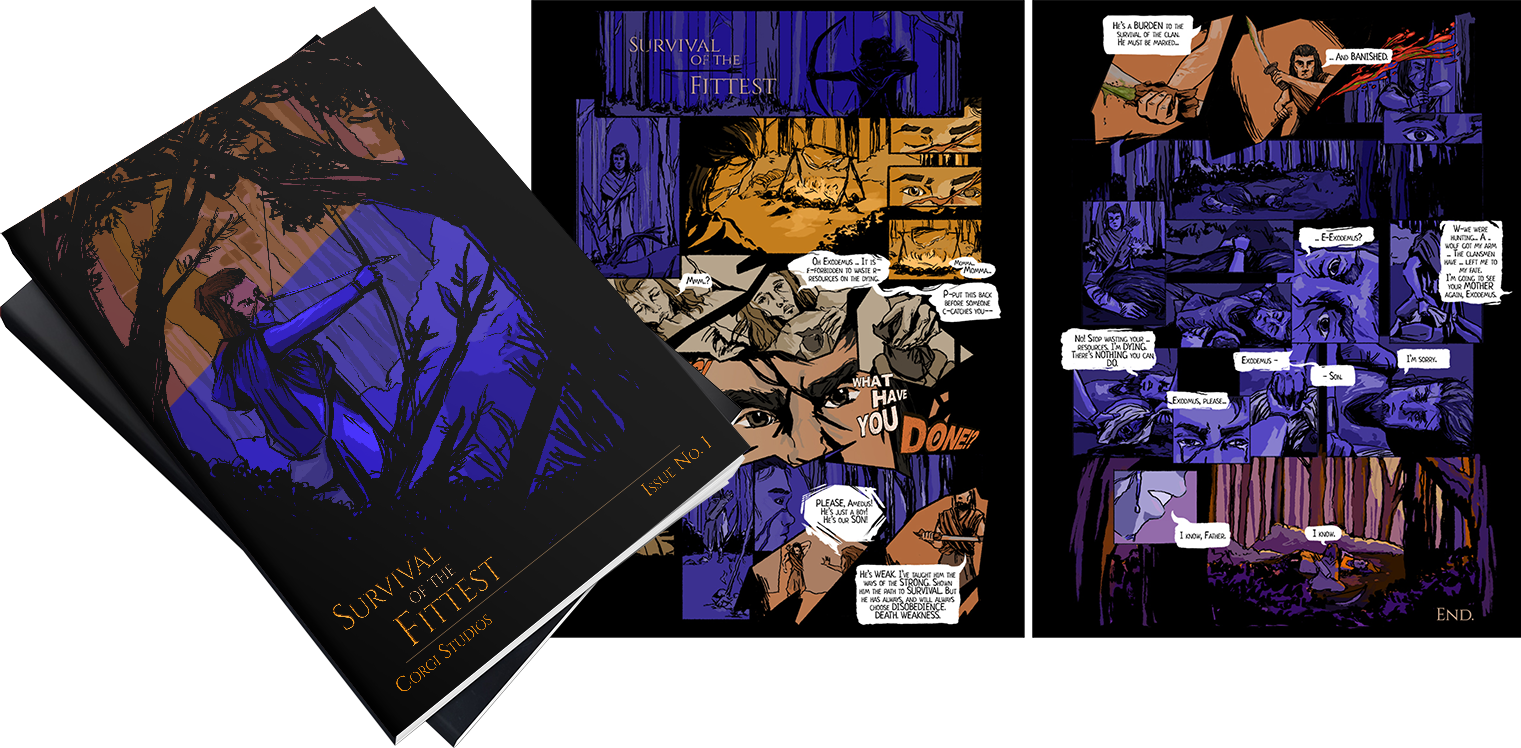 Issue No. 1
Survival
of the
Fittest
Corgi Studios
Survival
of the
Fittest
Momma...
Momma...
Mmm..?
Oh Exodemus ... It is
f-forbidden to waste r-
resources on the dying.
P-put this back
before someone
c-catches you--
What
Have
You
Done!?
Please, Amedus!
He's just a boy!
He's our son!
He's weak. I've taught him the
ways of the strong. Shown
him the path to survival. But
he has always, and will always
choose disobedience.
Death. Weakness.
He's a burden to the
survival of the clan.
He must be marked...
... And banished.
... E-Exodemus?
W-we were
hunting... A ..
wolf got my arm
... The clansmen
have ... left me to
my fate.
I'm going to see
your mother
again, Exodemus.
No! Stop wasting your ...
resources. I'm dying.
There's nothing you can
do.
Exodmus, please...
Exodemus -
- Son.
I'm sorry.
I know, Father.
I know.
End.